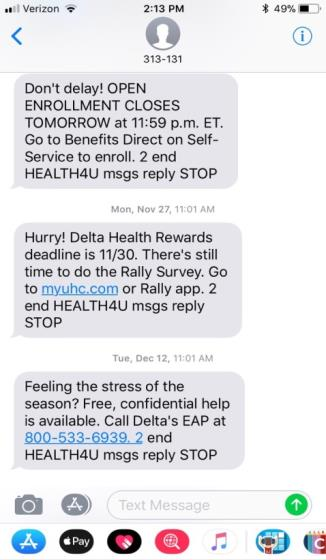 Verizon 2:13 PM 49%
313-131
Don't delay! OPEN
ENROLLMENT CLOSES
TOMORROW at 11:59 p.m. ET.
Go to Benefits Direct on Self-
Service to enroll. 2 end
HEALTH4U msgs reply STOP
Mon, Nov 27, 11:01 AM
Hurry! Delta Health Rewards
deadline is 11/30. There's still
time to do the Rally Survey. Go
to myuhc.com or Rally app. 2
end HEALTH4U msgs reply
STOP
Tue, Dec 12, 11:01 AM
Feeling the stress of the
season? Free, confidential help
is available. Call Delta's EAP at
800-533-6939. 2 end
HEALTH4U msgs reply STOP
Text Message
Pay